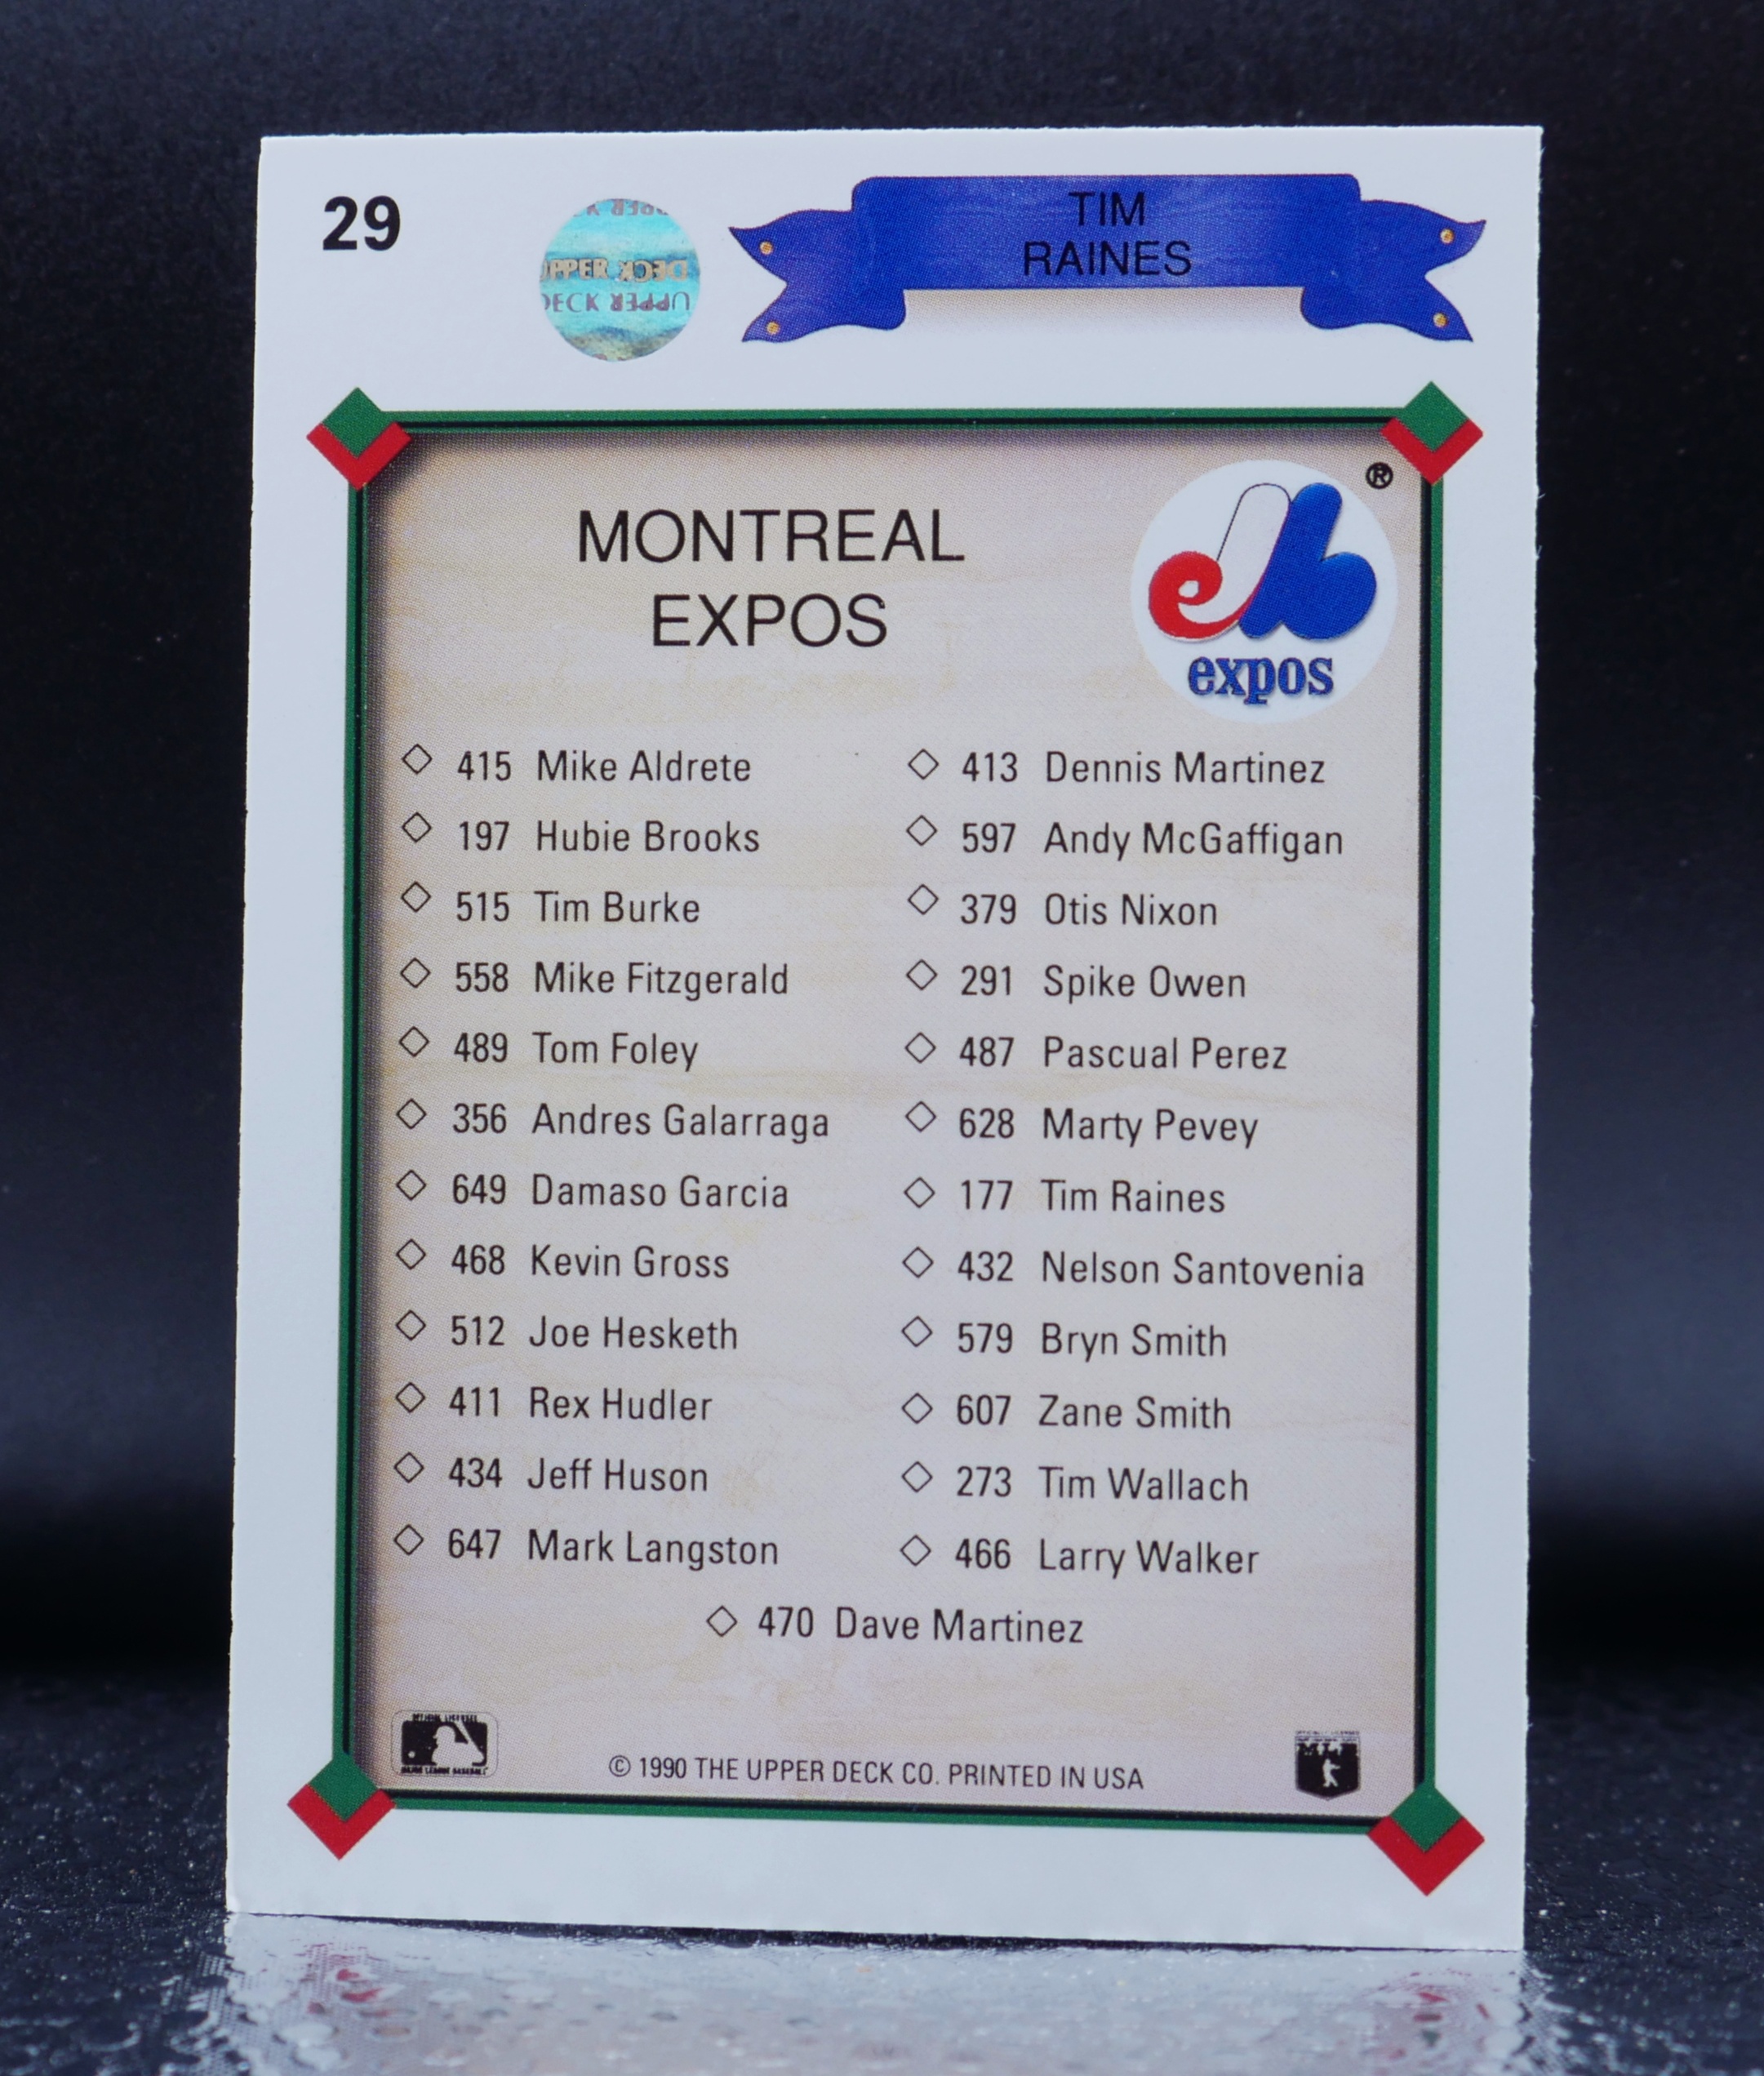 29
UPPER DECK
DECK UPPER
TIM
RAINES
MONTREAL
EXPOS
®
expos
415 Mike Aldrete
197 Hubie Brooks
515 Tim Burke
558 Mike Fitzgerald
489 Tom Foley
356 Andres Galarraga
649 Damaso Garcia
468 Kevin Gross
512 Joe Hesketh
411 Rex Hudler
434 Jeff Huson
647 Mark Langston
413 Dennis Martinez
597 Andy McGaffigan
379 Otis Nixon
291 Spike Owen
487 Pascual Perez
628 Marty Pevey
177 Tim Raines
432 Nelson Santovenia
579 Bryn Smith
607 Zane Smith
273 Tim Wallach
466 Larry Walker
470 Dave Martinez
© 1990 THE UPPER DECK CO. PRINTED IN USA